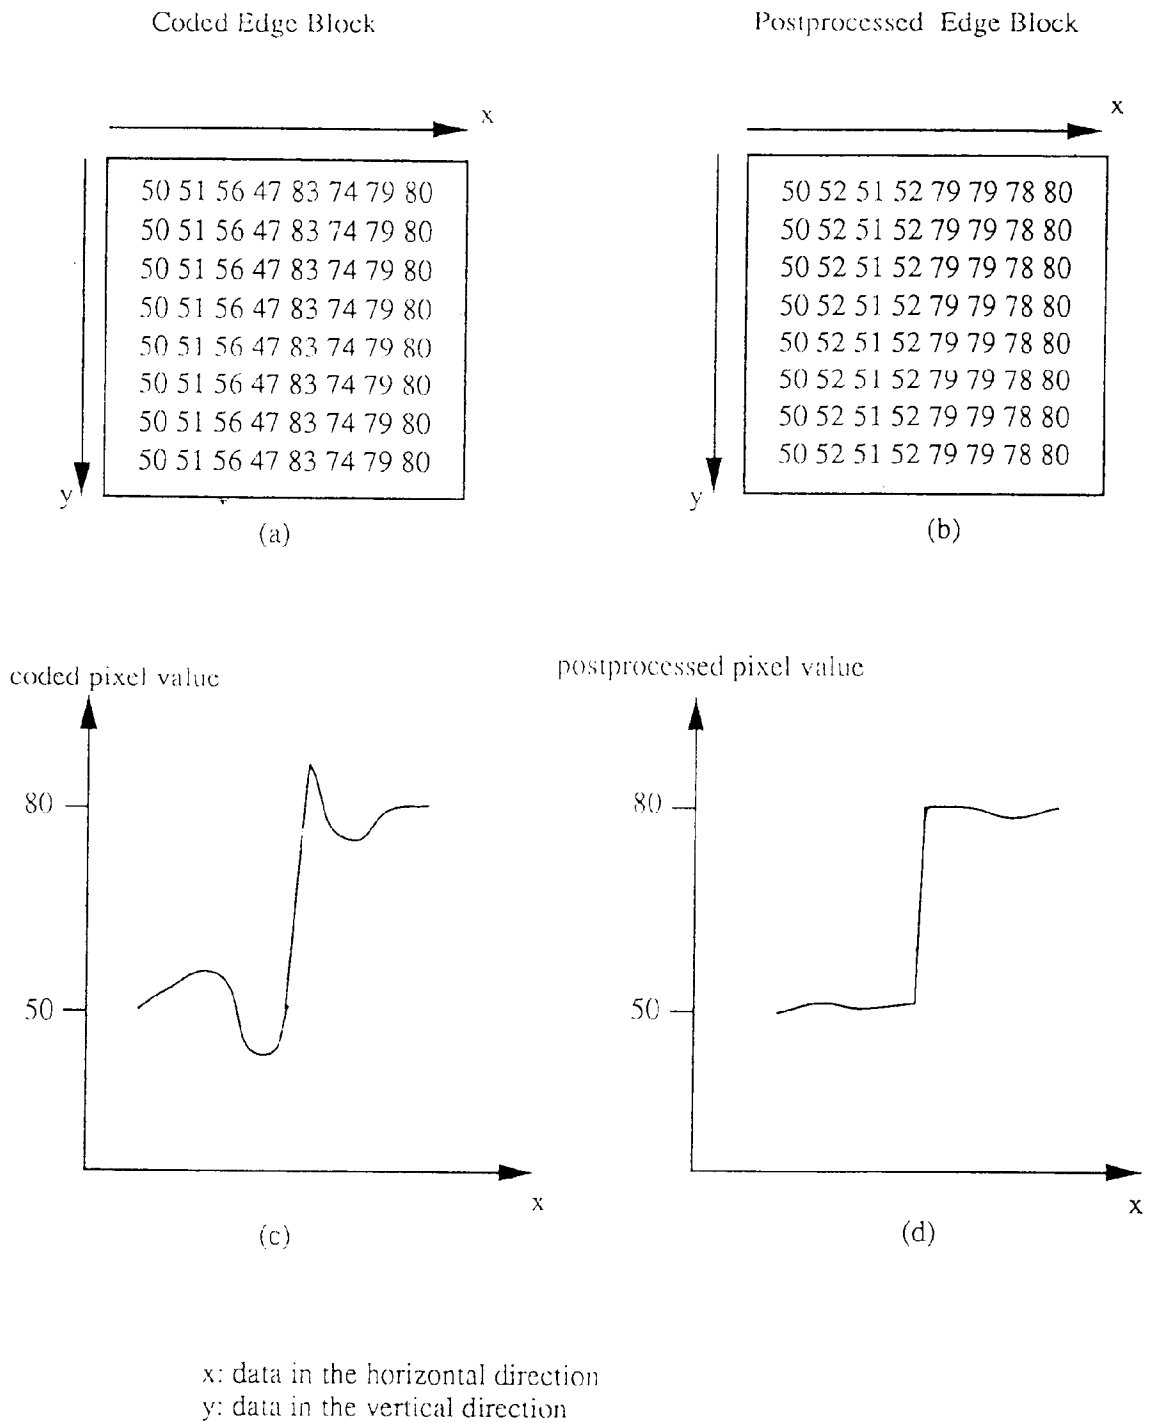 Coded Edge Block
Postprocessed Edge Block
x
x
50 51 56 47 83 74 79 80
50 51 56 47 83 74 79 80
50 51 56 47 83 74 79 80
50 51 56 47 83 74 79 80
50 51 56 47 83 74 79 80
50 51 56 47 83 74 79 80
50 51 56 47 83 74 79 80
50 51 56 47 83 74 79 80
y
(a)
50 52 51 52 79 79 78 80
50 52 51 52 79 79 78 80
50 52 51 52 79 79 78 80
50 52 51 52 79 79 78 80
50 52 51 52 79 79 78 80
50 52 51 52 79 79 78 80
50 52 51 52 79 79 78 80
50 52 51 52 79 79 78 80
y
(b)
coded pixel value
80
50
x
(c)
postprocessed pixel value
80
50
x
(d)
x: data in the horizontal direction
y: data in the vertical direction